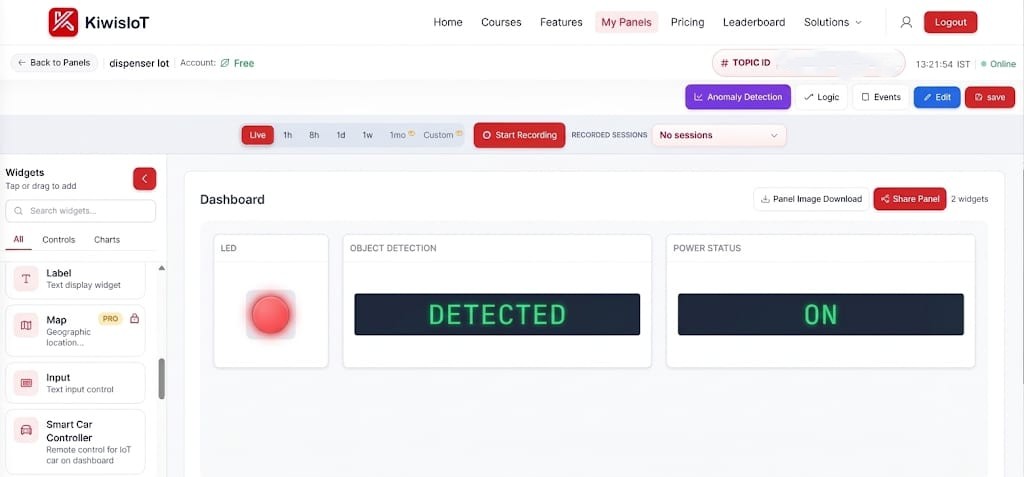 KiwisIoT
Home Courses Features My Panels Pricing Leaderboard Solutions Logout
Back to Panels dispenser Iot Account: Free # TOPIC ID 13:21:54 IST Online
Anomaly Detection Logic Events Edit save
Live 1h 8h 1d 1w 1mo Custom Start Recording RECORDED SESSIONS No sessions
Widgets
Tap or drag to add
Search widgets...
All Controls Charts
Label
Text display widget
Map PRO
Geographic
location...
Input
Text input control
Smart Car
Controller
Remote control for IoT
car on dashboard
Dashboard Panel Image Download Share Panel 2 widgets
LED OBJECT DETECTION POWER STATUS
DETECTED ON